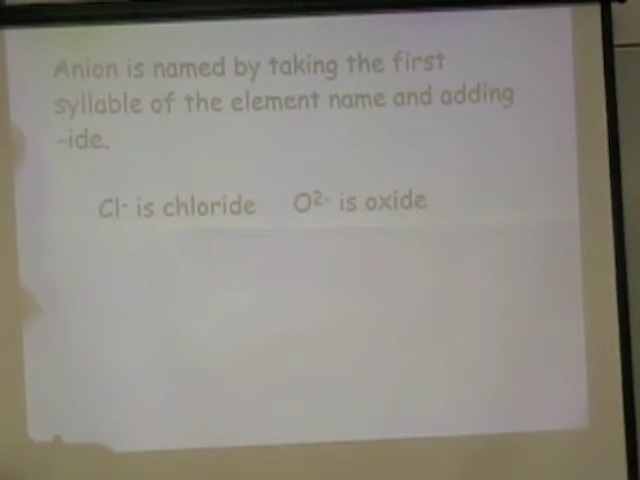 Anion is named by taking the first
syllable of the element name and adding
-ide.
Cl⁻ is chloride O²⁻ is oxide